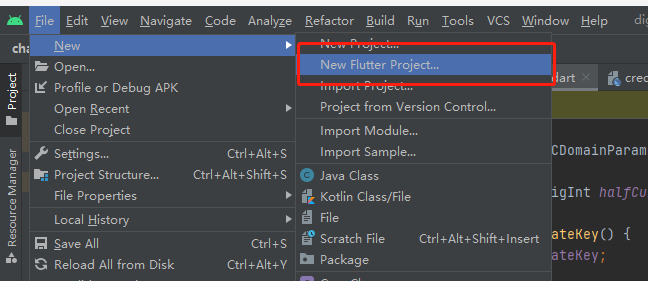 File Edit View Navigate Code Analyze Refactor Build Run Tools VCS Window Help dig
cha
New
Open...
Profile or Debug APK
Open Recent
Close Project
Settings... Ctrl+Alt+S
Project Structure... Ctrl+Alt+Shift+S
File Properties
Local History
Save All Ctrl+S
Reload All from Disk Ctrl+Alt+Y
New Project...
New Flutter Project...
Import Project...
Project from Version Control...
Import Module...
Import Sample...
Java Class
Kotlin Class/File
File
Scratch File Ctrl+Alt+Shift+Insert
Package
Project
Resource Manager
dart
crec
CDomainParam
igInt halfCu
ateKey() {
ateKey;